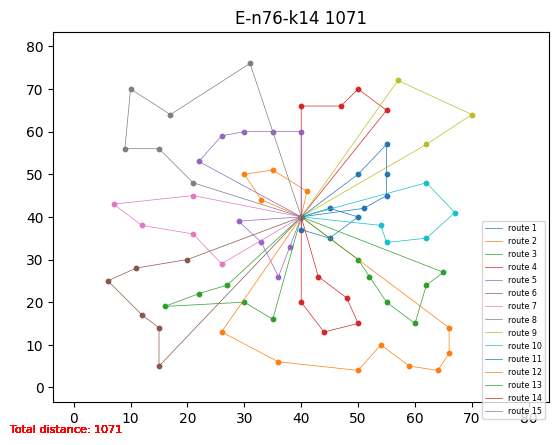 E-n76-k14 1071
80
70
60
50
40
30
20
10
0
0 10 20 30 40 50 60 70 80
route 1
route 2
route 3
route 4
route 5
route 6
route 7
route 8
route 9
route 10
route 11
route 12
route 13
route 14
route 15
Total distance: 1071